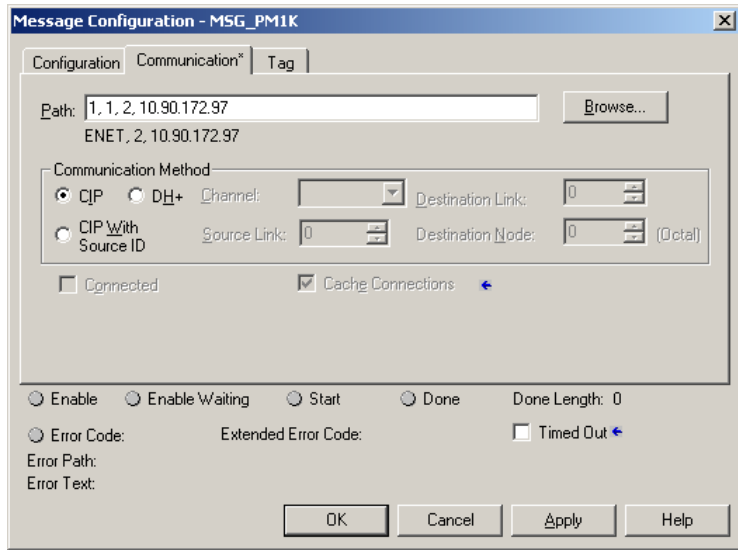 Message Configuration - MSG_PM1K
Configuration Communication* Tag
Path: 1, 1, 2, 10.90.172.97 Browse...
ENET, 2, 10.90.172.97
Communication Method
CIP DH+ Channel: Destination Link: 0
CIP With Source ID Source Link: 0 Destination Node: 0 (Octal)
Connected Cache Connections
Enable Enable Waiting Start Done Done Length: 0
Error Code: Extended Error Code: Timed Out
Error Path:
Error Text:
OK Cancel Apply Help